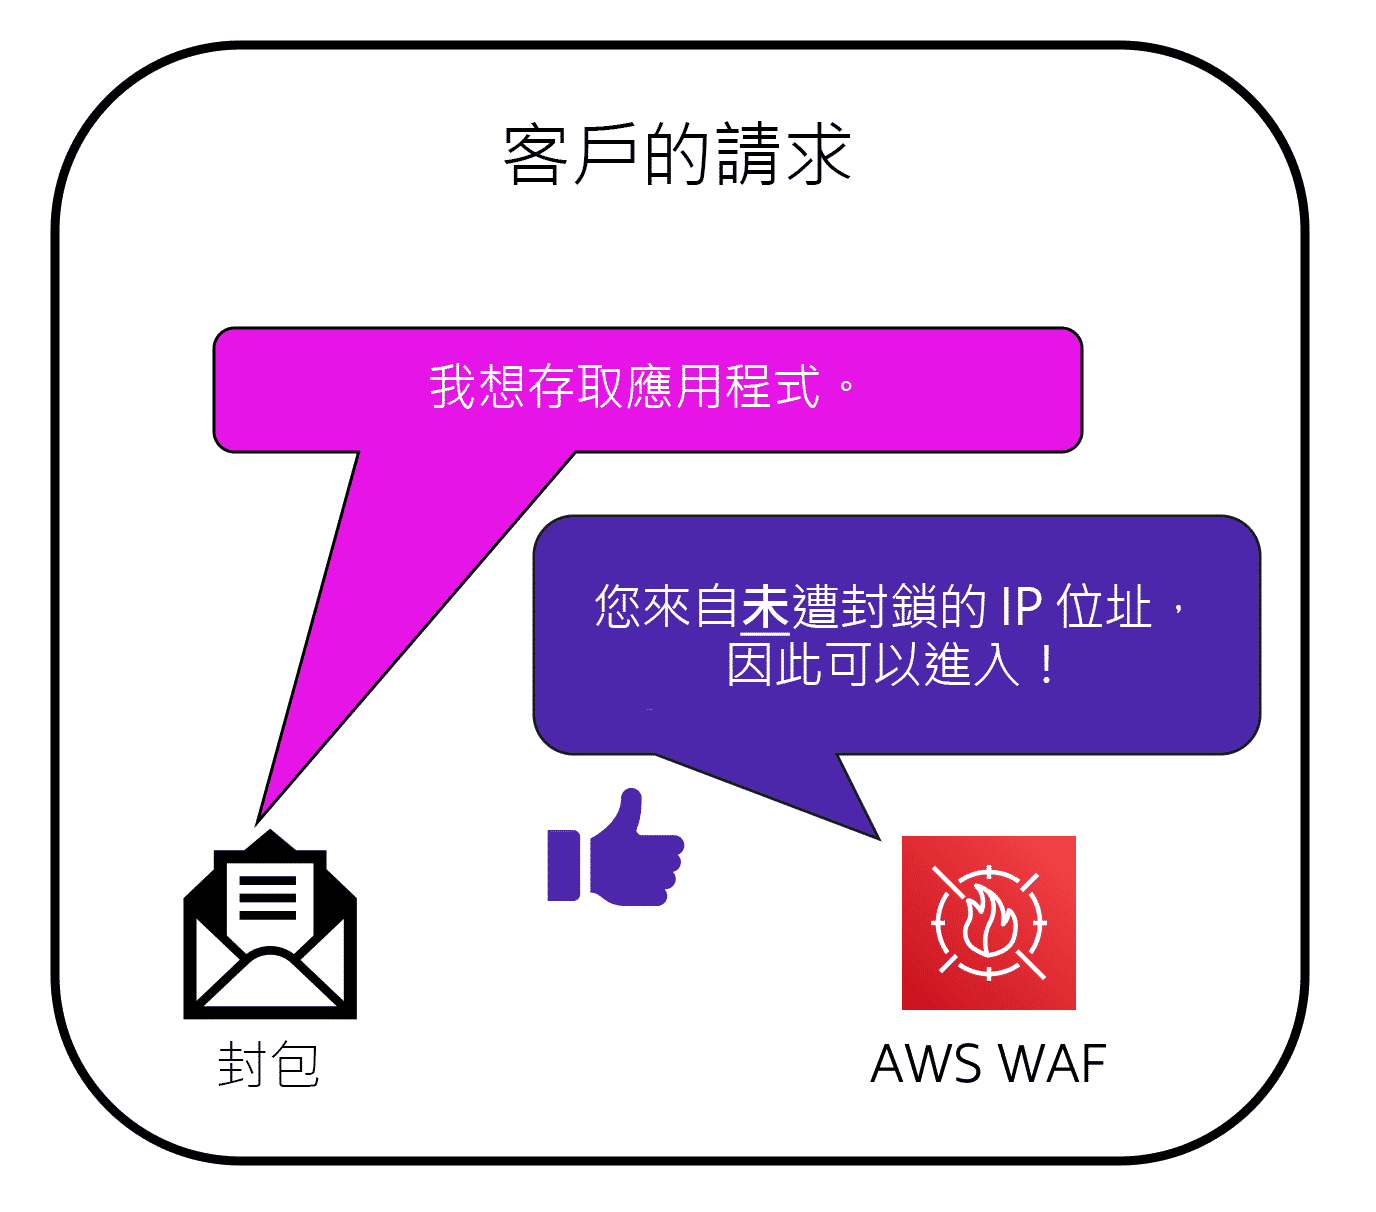 客戶的請求
我想存取應用程式。
您來自未遭封鎖的 IP 位址，
因此可以進入！
封包
AWS WAF